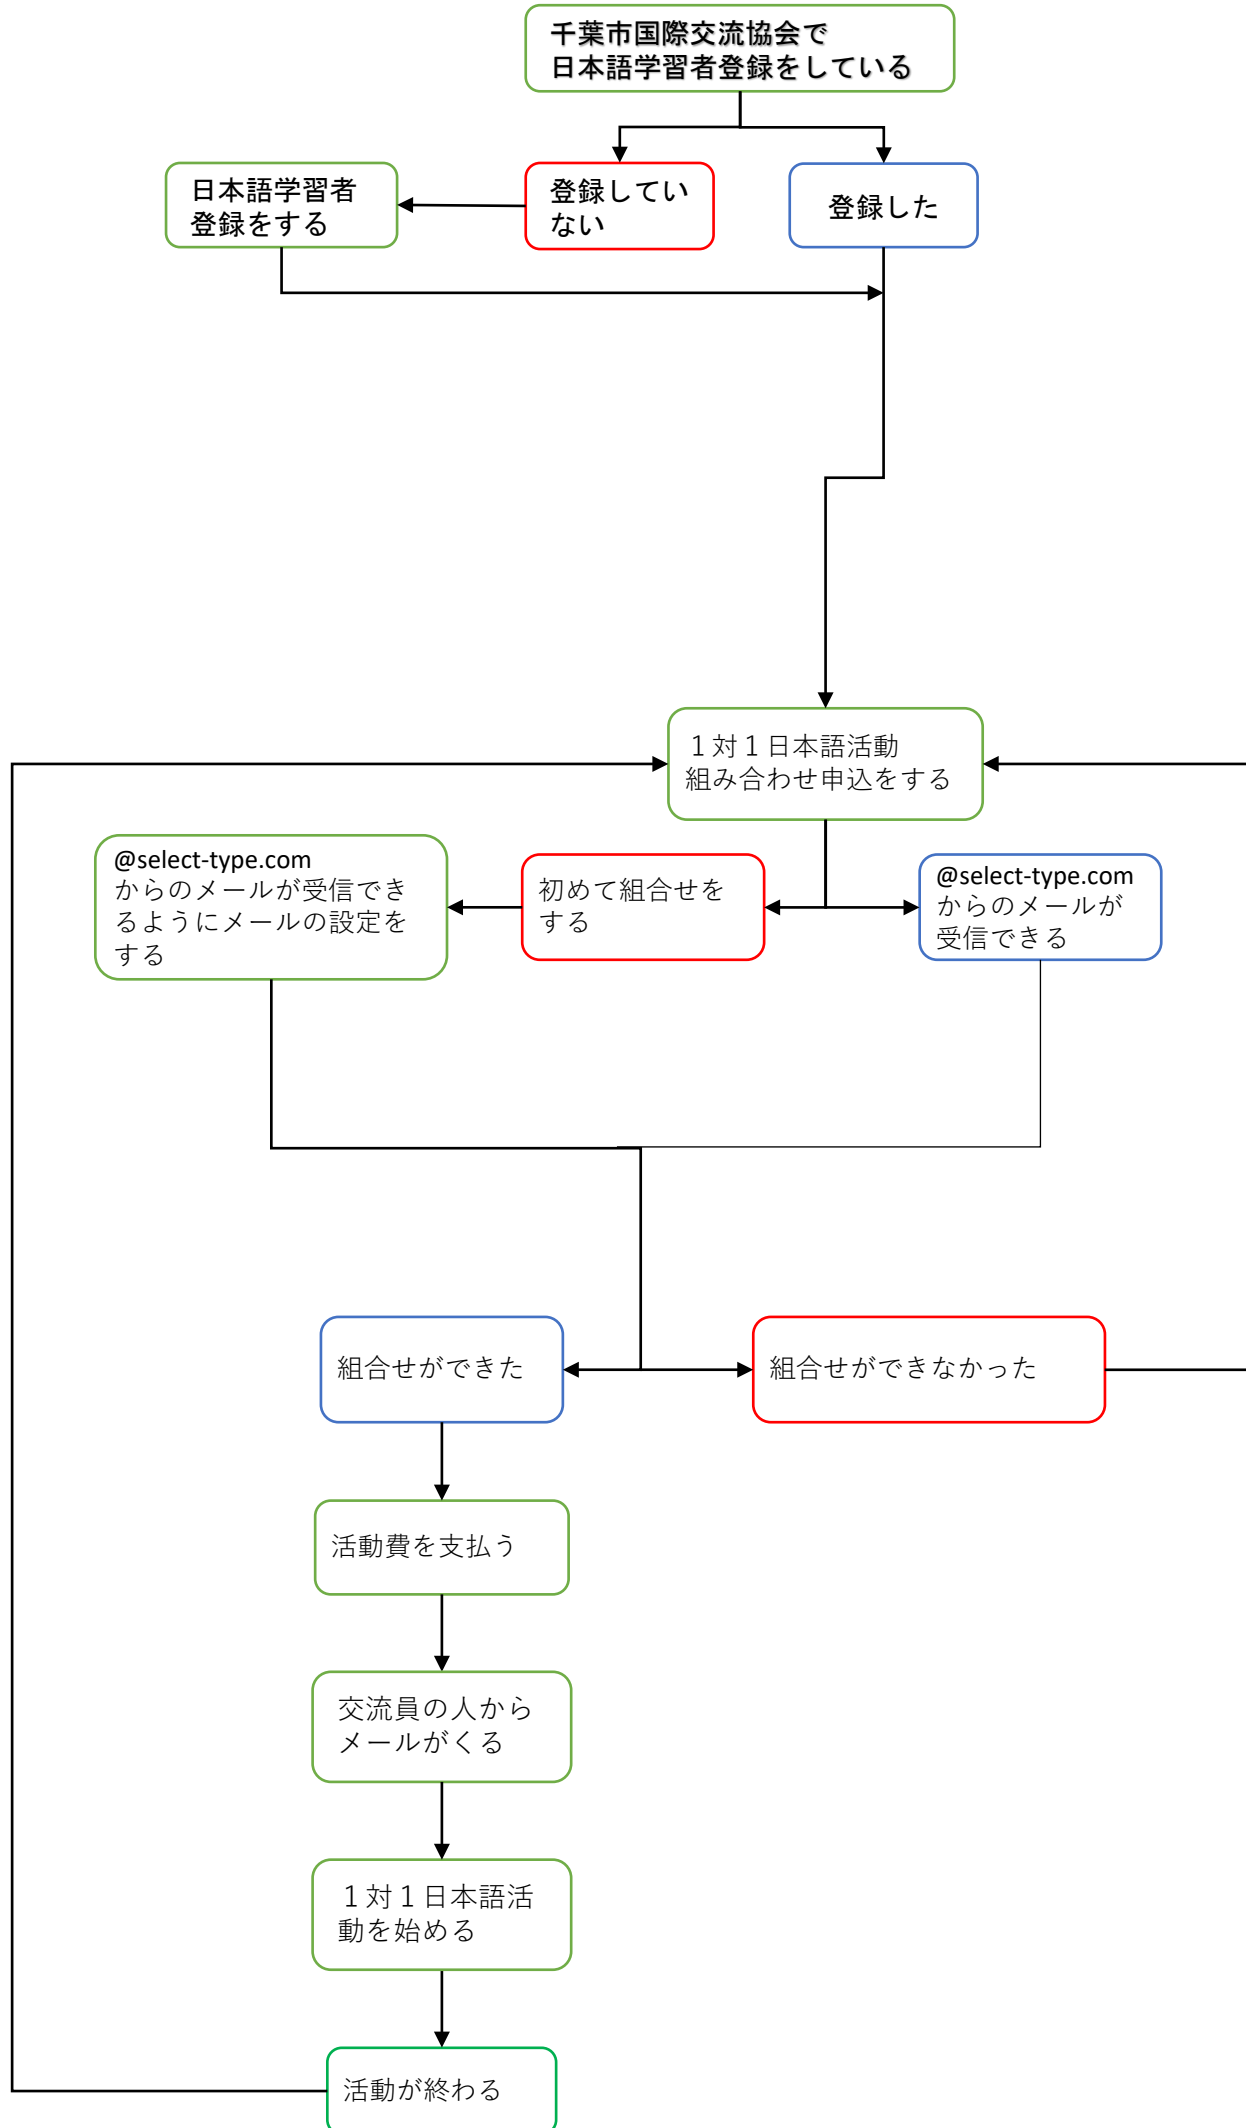 千葉市国際交流協会で
日本語学習者登録をしている
日本語学習者
登録をする
登録してい
ない
登録した
１対１日本語活動
組み合わせ申込をする
@select-type.com
からのメールが受信でき
るようにメールの設定を
する
初めて組合せを
する
@select-type.com
からのメールが
受信できる
組合せができた
組合せができなかった
活動費を支払う
交流員の人から
メールがくる
１対１日本語活
動を始める
活動が終わる